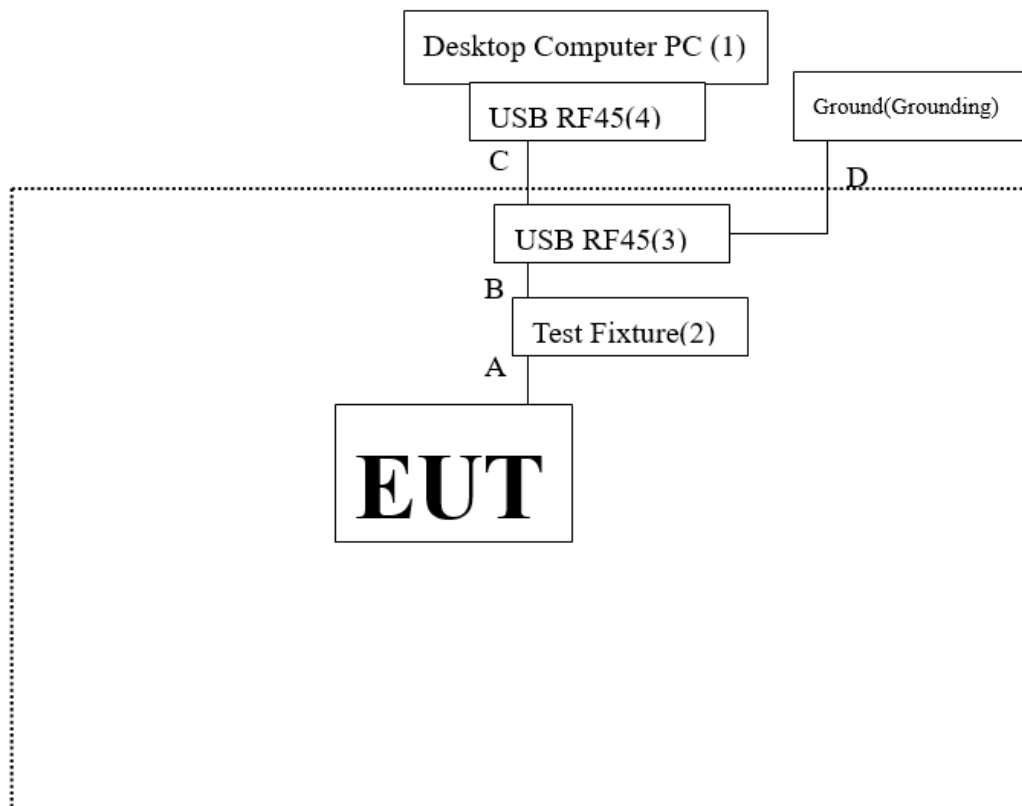 Desktop Computer PC (1)
USB RF45(4)
Ground(Grounding)
C
D
USB RF45(3)
B
Test Fixture(2)
A
EUT